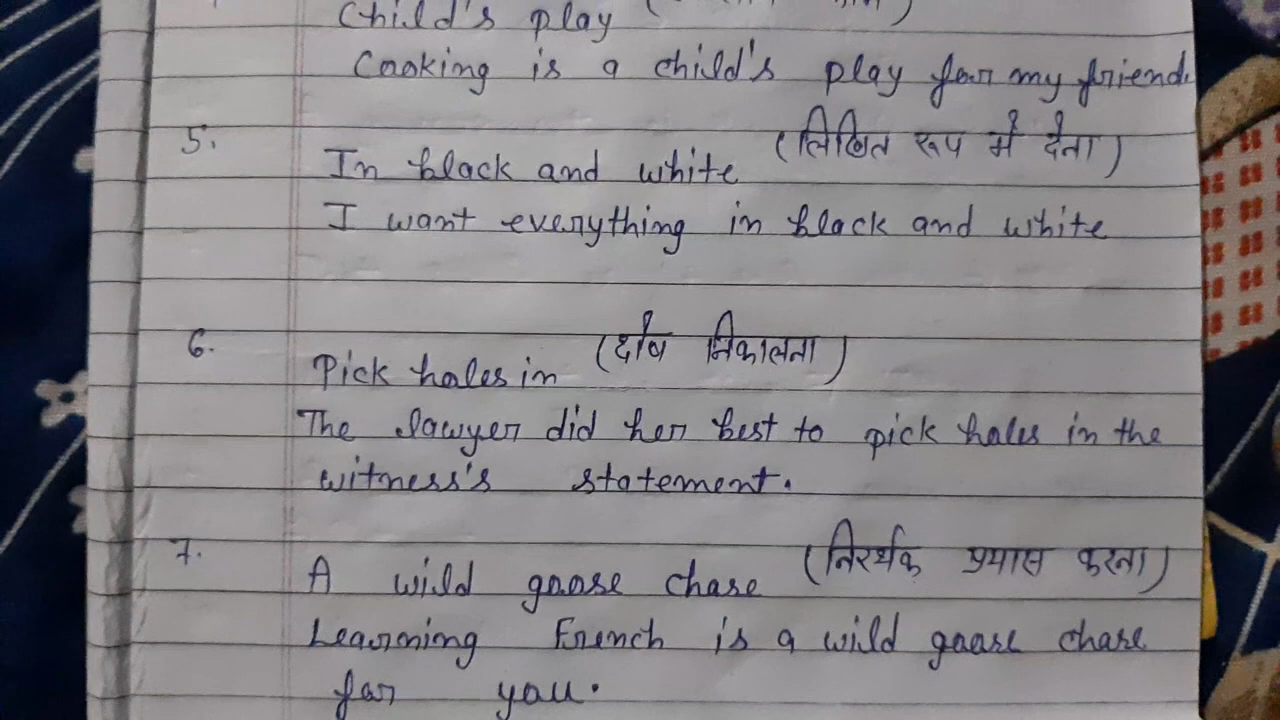 Child's play (
Cooking is a child's play for my friend.
5.
In black and white (लिखित रूप में देना)
I want everything in black and white
6.
Pick holes in (दोष निकालना)
The lawyer did her best to pick holes in the
witness's statement.
7.
A wild goose chase (निरर्थक प्रयास करना)
Learning French is a wild goose chase
for you.